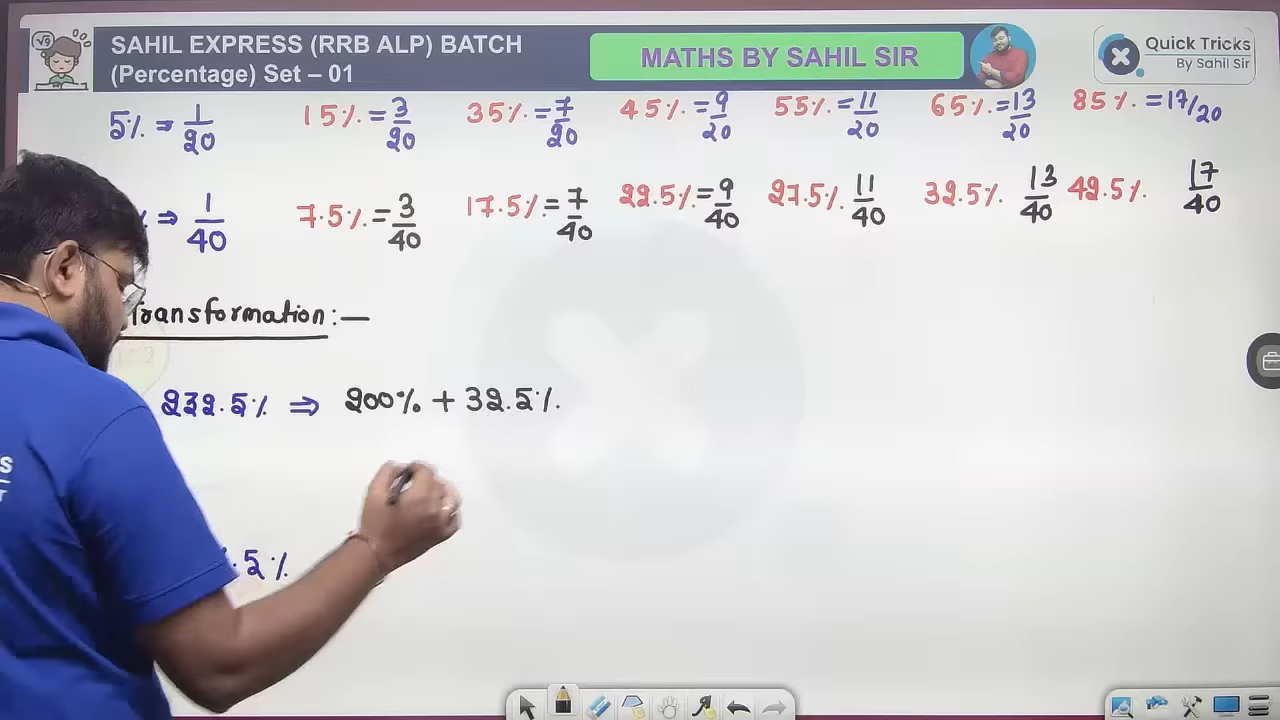 SAHIL EXPRESS (RRB ALP) BATCH
(Percentage) Set – 01
MATHS BY SAHIL SIR
Quick Tricks
By Sahil Sir
5% ⇒ 1/20 15% = 3/20 35% = 7/20 45% = 9/20 55% = 11/20 65% = 13/20 85% = 17/20
% ⇒ 1/40 7.5% = 3/40 17.5% = 7/40 22.5% = 9/40 27.5% 11/40 32.5% 13/40 42.5% 17/40
Transformation :—
232.5% ⇒ 200% + 32.5%.
.5%